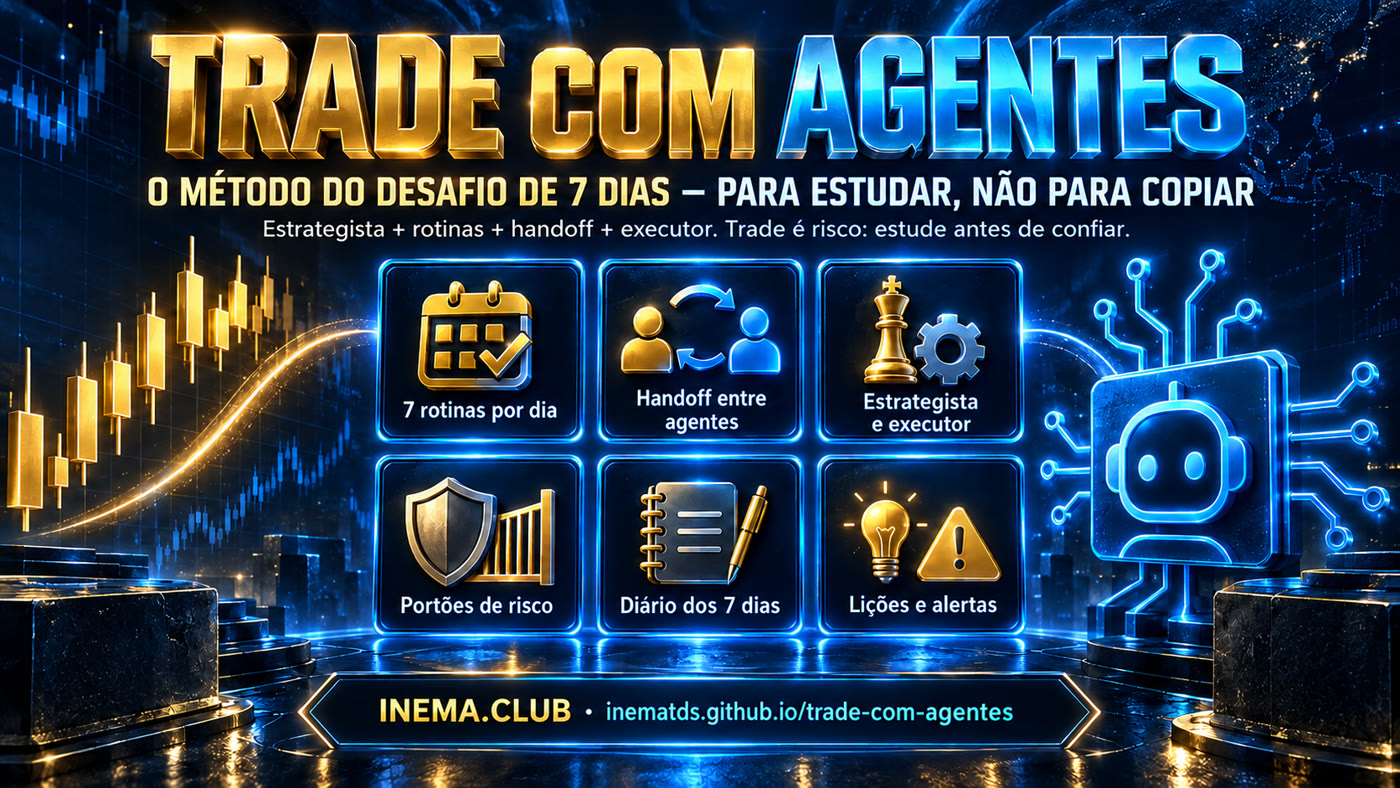 TRADE COM AGENTES
O MÉTODO DO DESAFIO DE 7 DIAS — PARA ESTUDAR, NÃO PARA COPIAR
Estrategista + rotinas + handoff + executor. Trade é risco: estude antes de confiar.
7 rotinas por dia
Handoff entre
agentes
Estrategista
e executor
Portões de risco
Diário dos 7 dias
Lições e alertas
INEMA.CLUB • inematds.github.io/trade-com-agentes